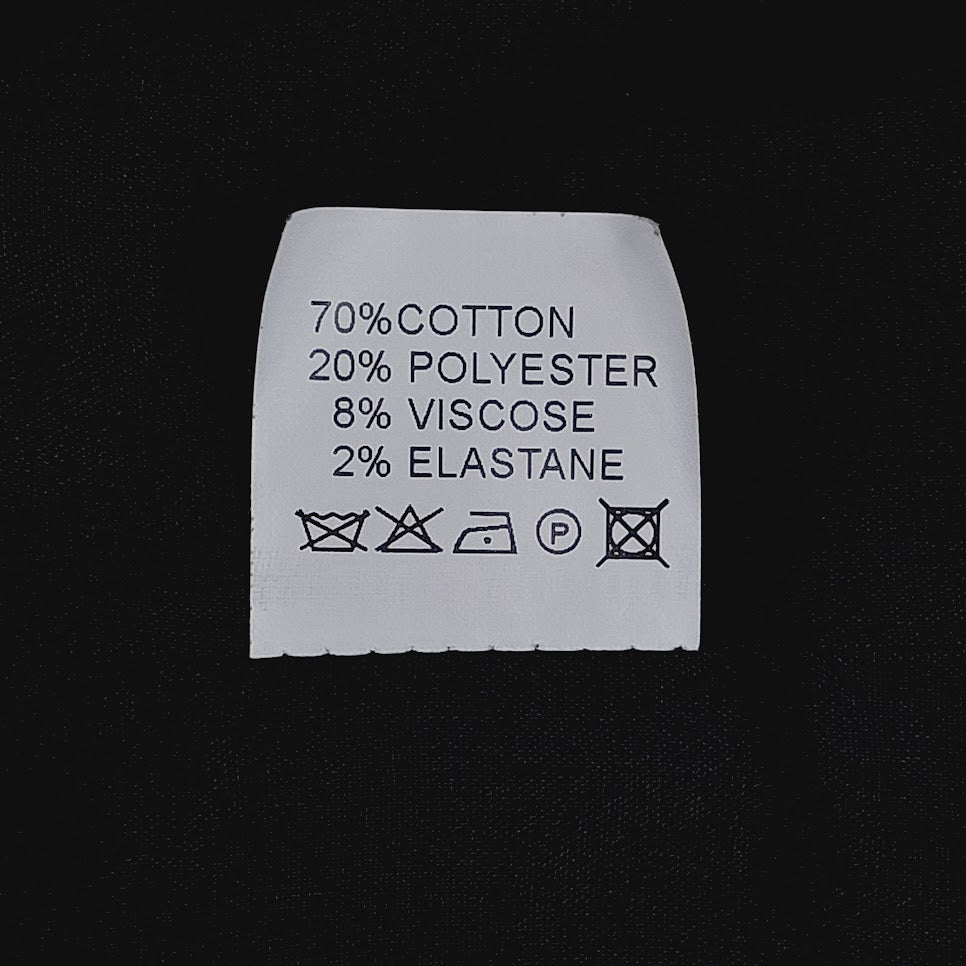 70%COTTON
20% POLYESTER
8% VISCOSE
2% ELASTANE
P